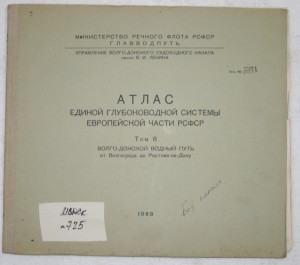 МИНИСТЕРСТВО РЕЧНОГО ФЛОТА РСФСР
ГЛАВВОДПУТЬ
УПРАВЛЕНИЕ ВОЛГО-ДОНСКОГО СУДОХОДНОГО КАНАЛА
имени В. И. ЛЕНИНА
АТЛАС
ЕДИНОЙ ГЛУБОКОВОДНОЙ СИСТЕМЫ
ЕВРОПЕЙСКОЙ ЧАСТИ РСФСР
Том 6
ВОЛГО-ДОНСКОЙ ВОДНЫЙ ПУТЬ
от Волгограда до Ростова-на-Дону